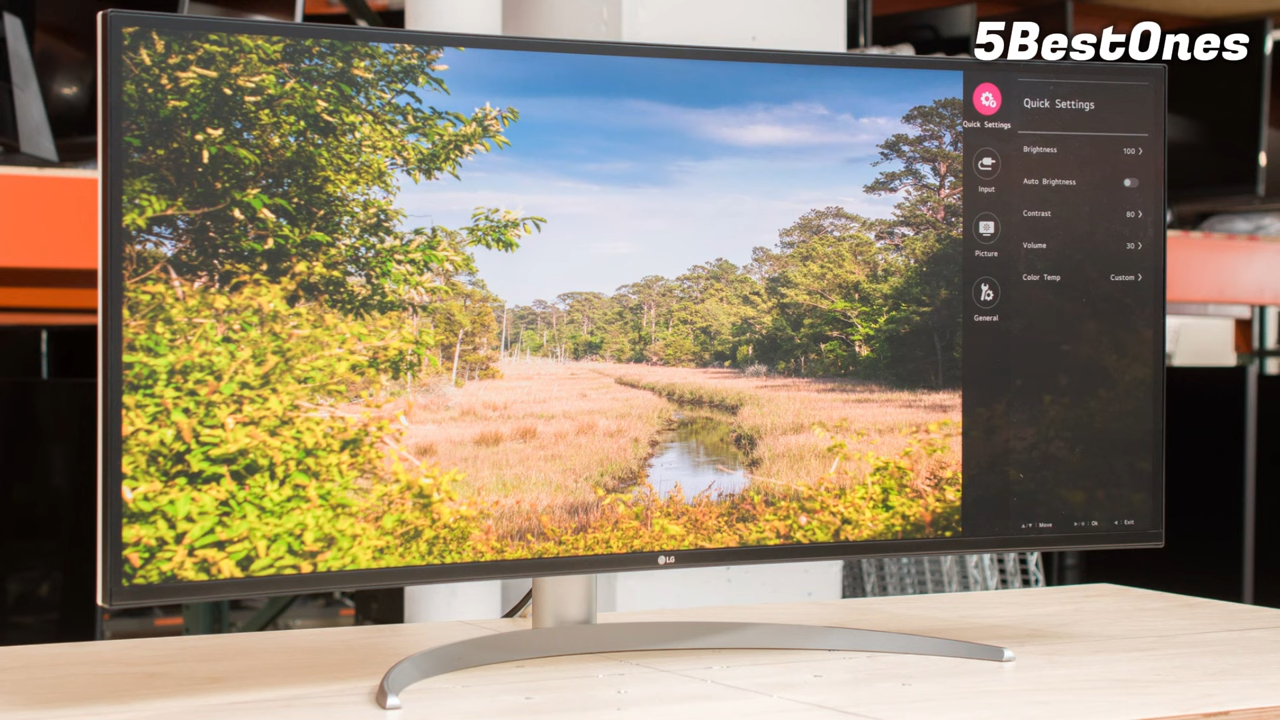 5BestOnes
Quick Settings
Quick Settings
Brightness 100 >
Auto Brightness
Input
Contrast 80 >
Volume 30 >
Picture
Color Temp Custom >
General
▲/▼ : Move ▶/⊙ : Ok ◀ : Exit
LG